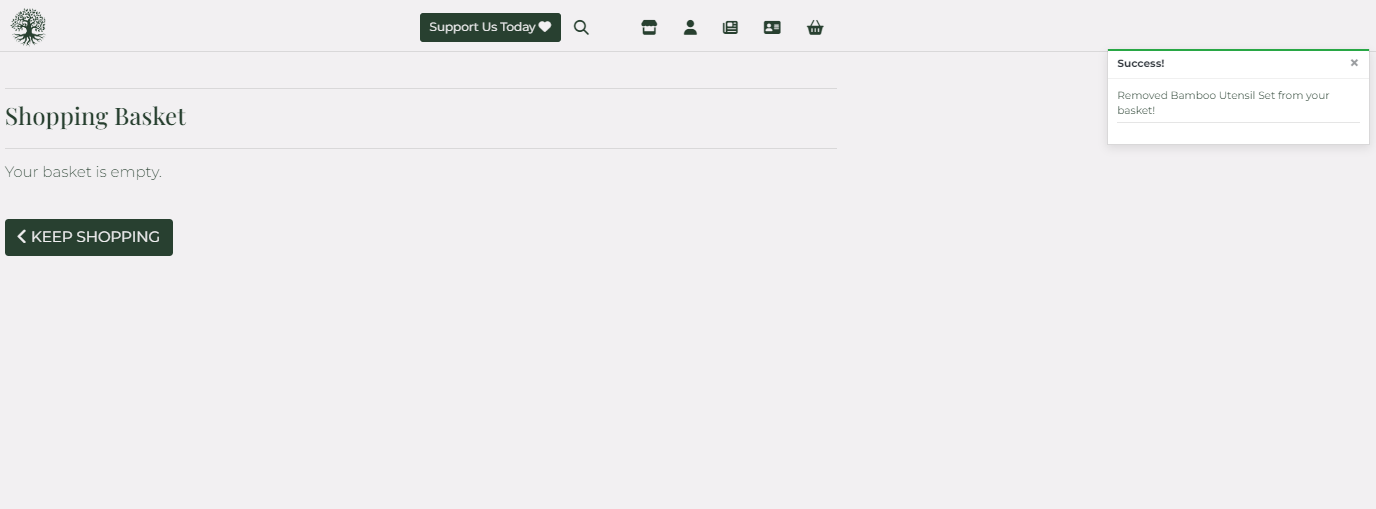 Support Us Today
Success!
×
Removed Bamboo Utensil Set from your
basket!
Shopping Basket
Your basket is empty.
KEEP SHOPPING